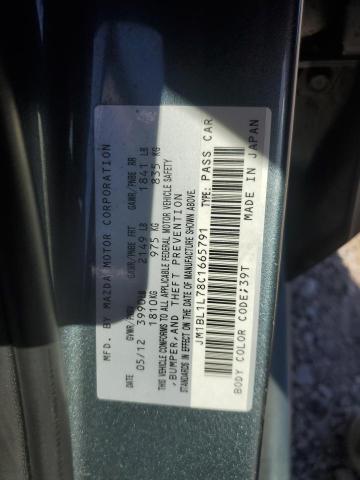 MFD. BY MAZDA MOTOR CORPORATION
DATE GVWR/PNBV GAWR/PNBE FRT GAWR/PNBE RR
05/12 3990LB 2149 LB 1841 LB
1810KG 975 KG 835 KG
THIS VEHICLE CONFORMS TO ALL APPLICABLE FEDERAL MOTOR VEHICLE SAFETY
, BUMPER, AND THEFT PREVENTION
STANDARDS IN EFFECT ON THE DATE OF MANUFACTURE SHOWN ABOVE.
JM1BL1L78C1665791 TYPE: PASS CAR
BODY COLOR CODE;39T MADE IN JAPAN